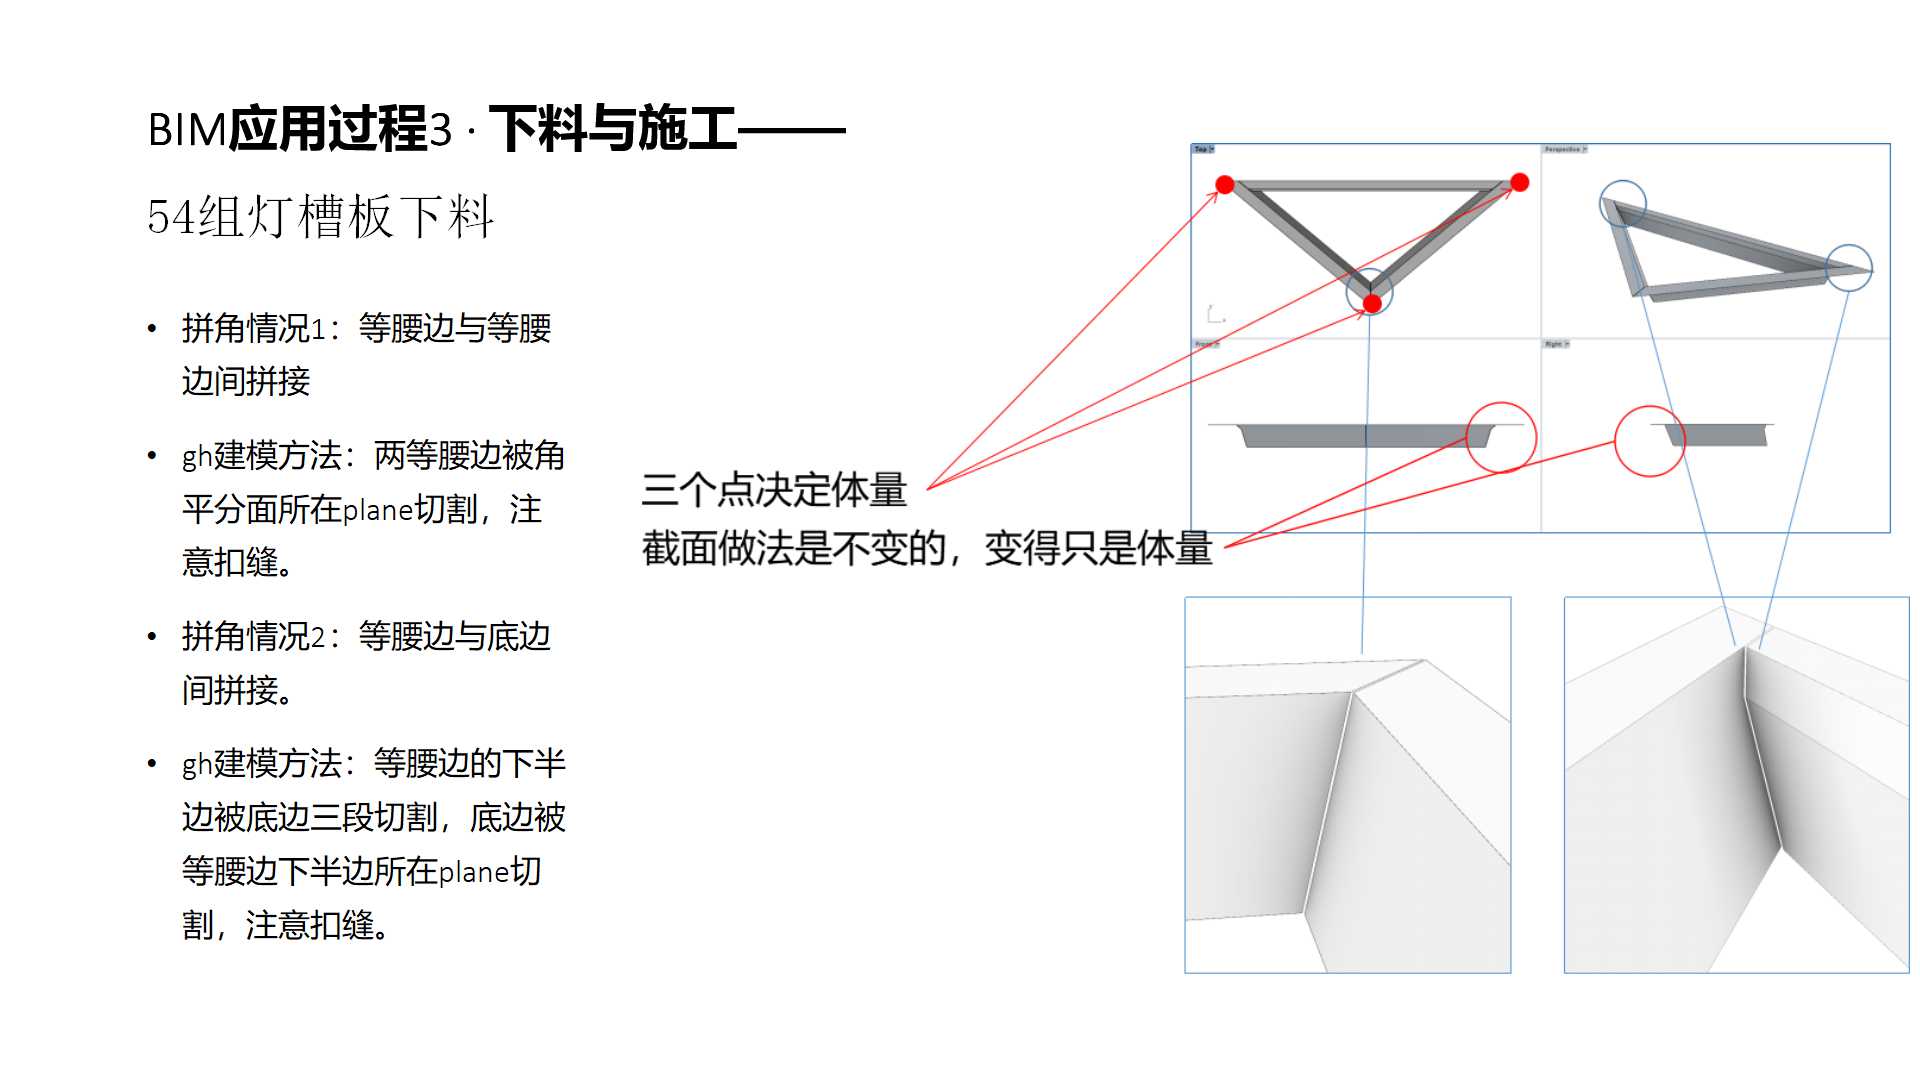 BIM应用过程3 · 下料与施工——
54组灯槽板下料
• 拼角情况1：等腰边与等腰
边间拼接
• gh建模方法：两等腰边被角
平分面所在plane切割，注
意扣缝。
• 拼角情况2：等腰边与底边
间拼接。
• gh建模方法：等腰边的下半
边被底边三段切割，底边被
等腰边下半边所在plane切
割，注意扣缝。
三个点决定体量
截面做法是不变的，变得只是体量
Top
Perspective
Front
Right